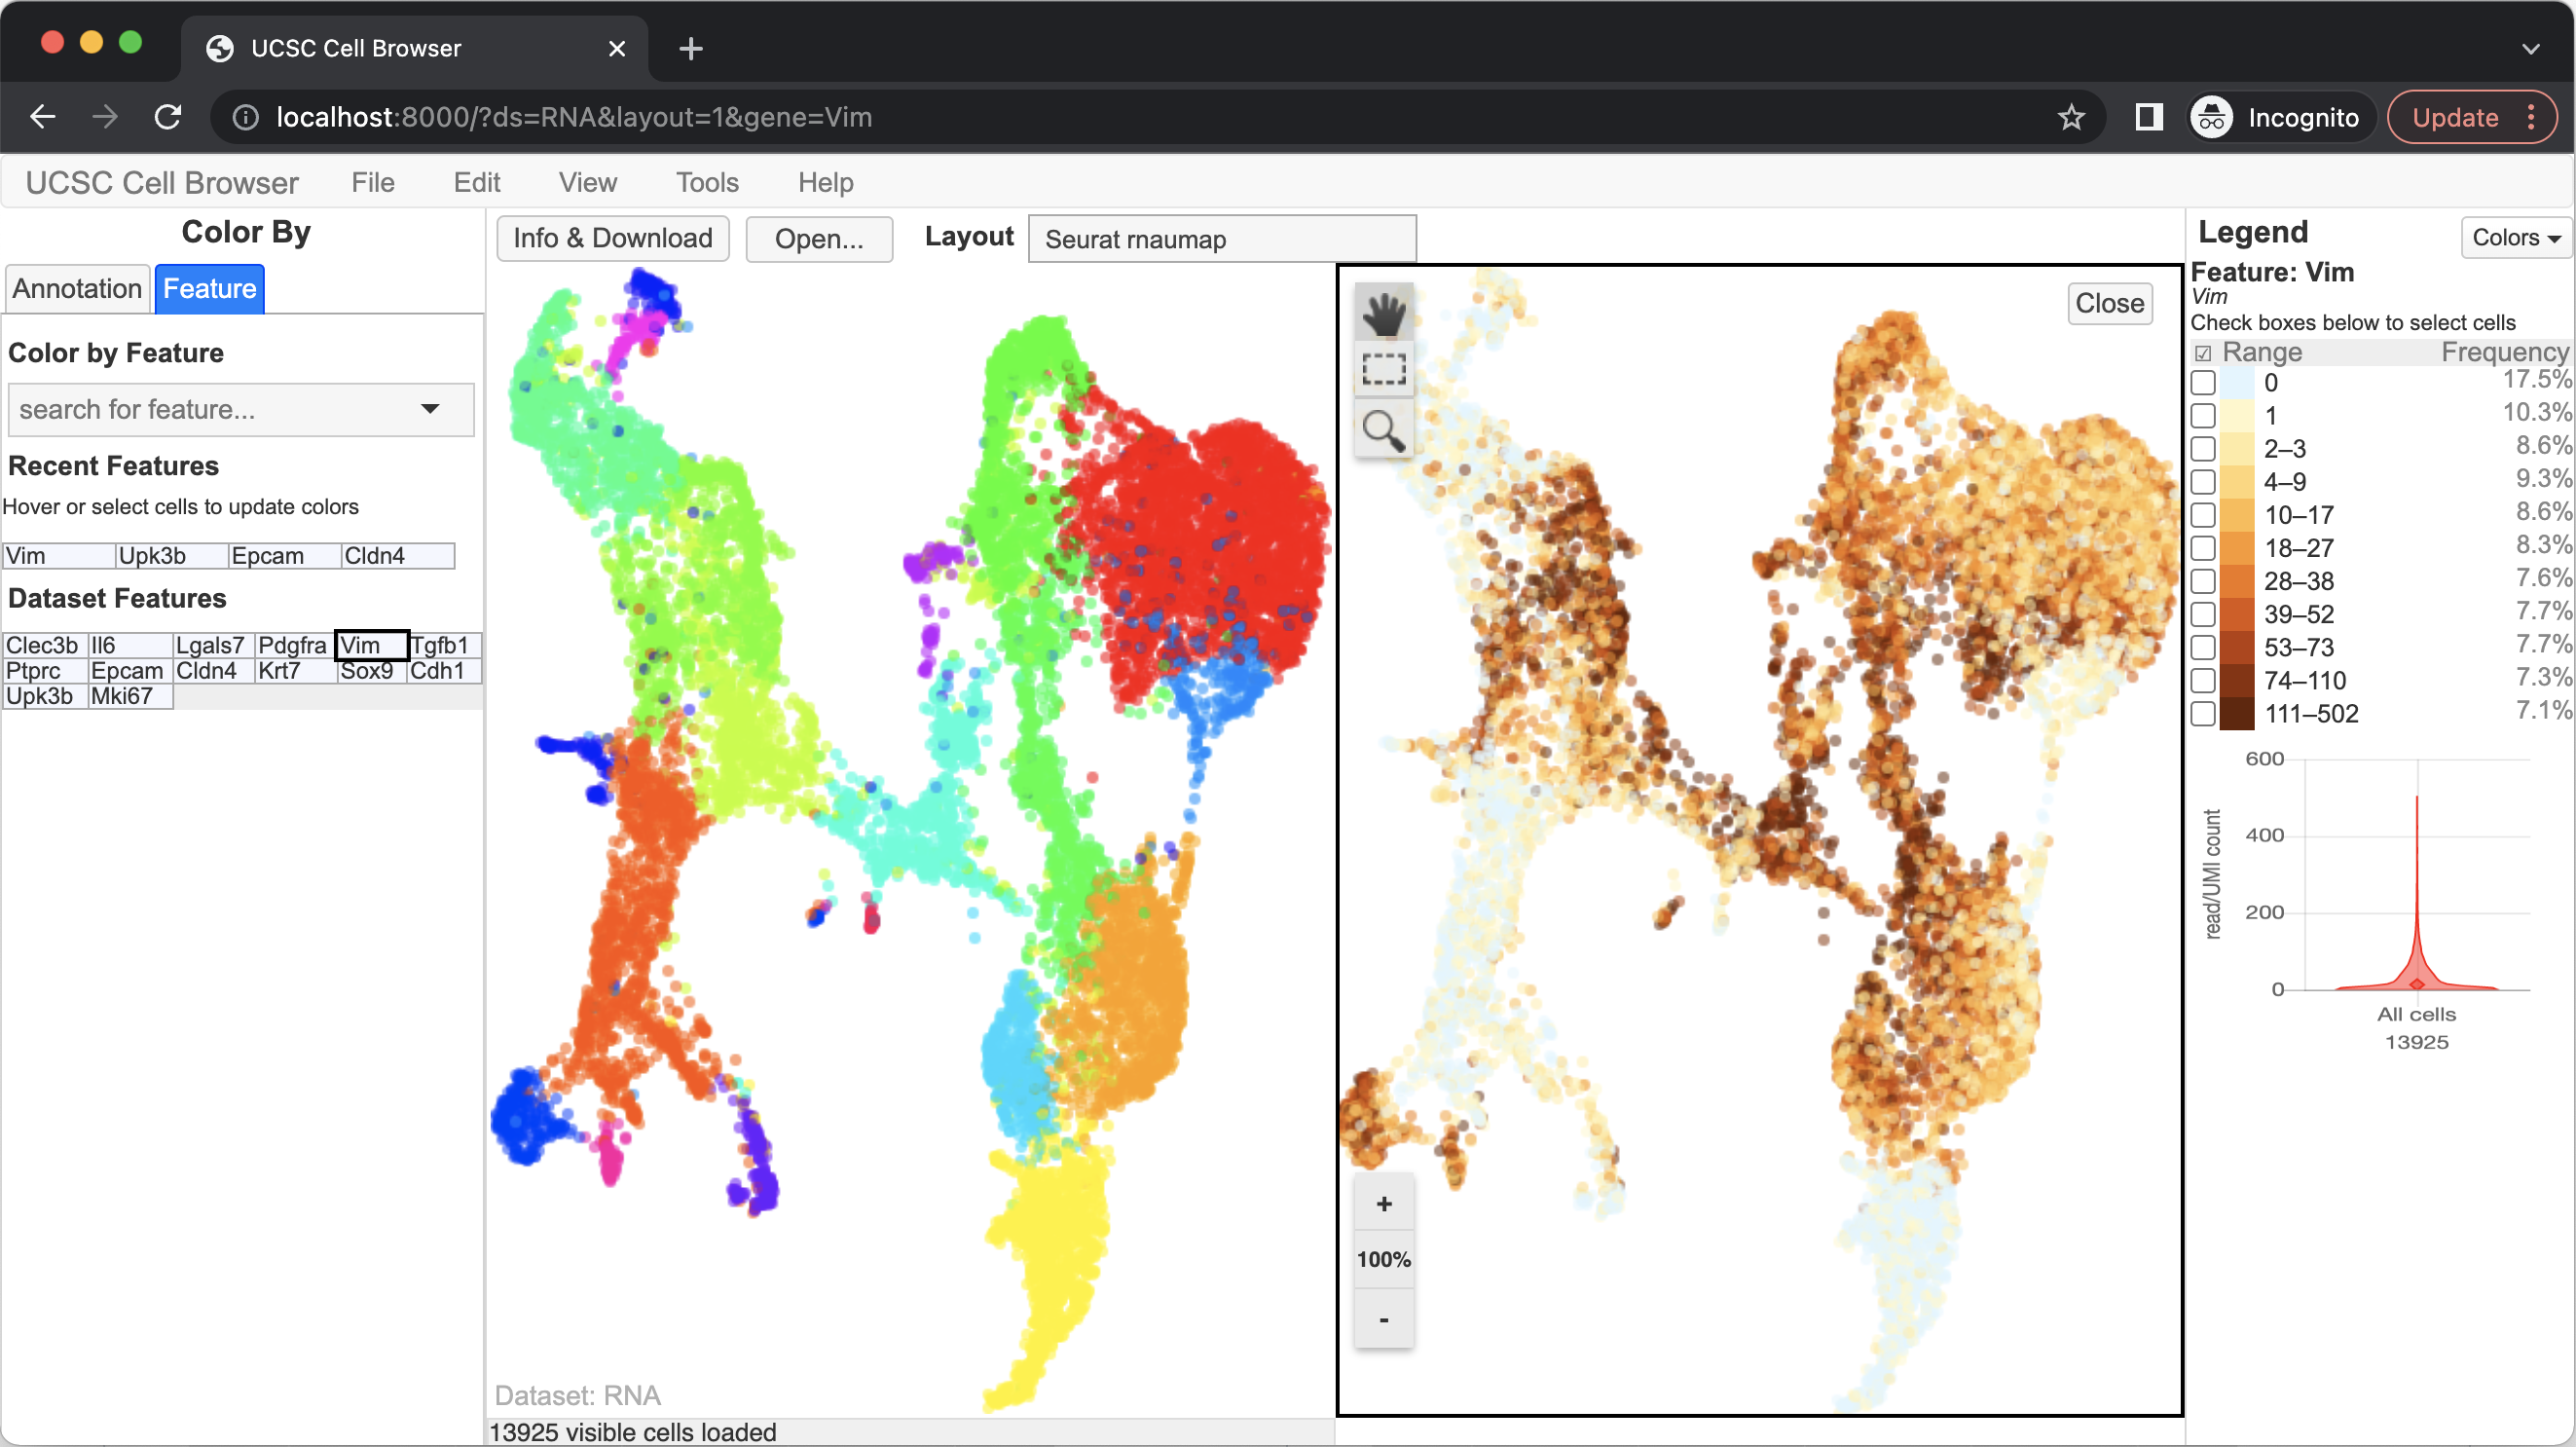 UCSC Cell Browser
localhost:8000/?ds=RNA&layout=1&gene=Vim
Incognito
Update
UCSC Cell Browser File Edit View Tools Help
Color By
Annotation Feature
Color by Feature
search for feature...
Recent Features
Hover or select cells to update colors
Vim Upk3b Epcam Cldn4
Dataset Features
Clec3b Il6 Lgals7 Pdgfra Vim Tgfb1
Ptprc Epcam Cldn4 Krt7 Sox9 Cdh1
Upk3b Mki67
Info & Download Open... Layout Seurat rnaumap
Close
+
100%
-
Dataset: RNA
13925 visible cells loaded
Legend
Colors
Feature: Vim
Vim
Check boxes below to select cells
Range Frequency
0 17.5%
1 10.3%
2–3 8.6%
4–9 9.3%
10–17 8.6%
18–27 8.3%
28–38 7.6%
39–52 7.7%
53–73 7.7%
74–110 7.3%
111–502 7.1%
600
400
200
0
read/UMI count
All cells
13925